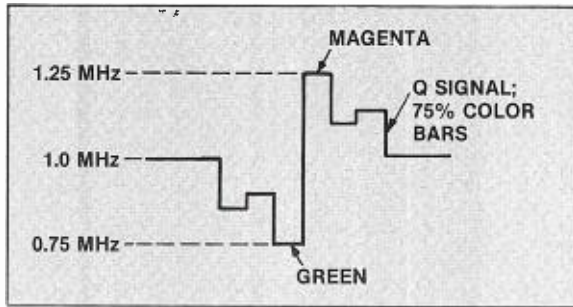 MAGENTA
1.25 MHz
Q SIGNAL;
75% COLOR
BARS
1.0 MHz
0.75 MHz
GREEN